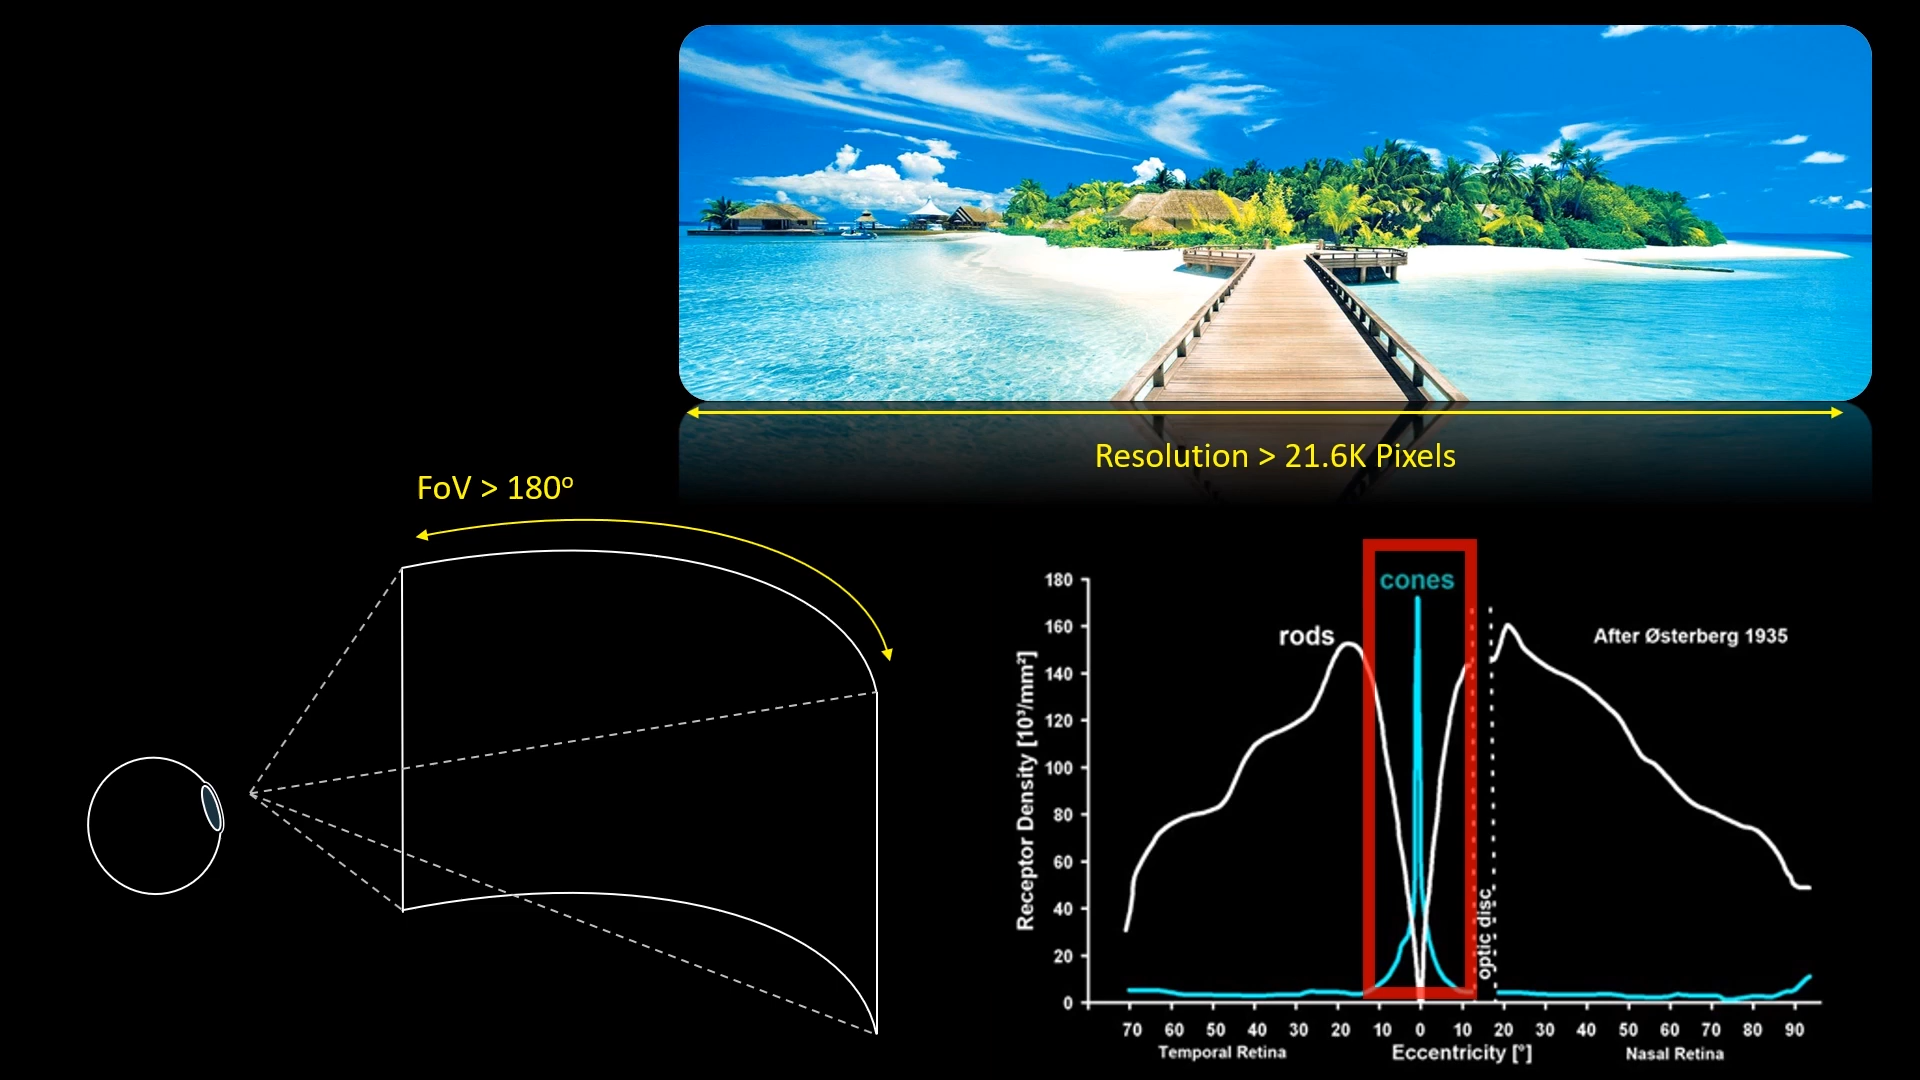 Resolution > 21.6K Pixels
FoV > 180º
cones
rods
After Østerberg 1935
Receptor Density [10³/mm²]
180
160
140
120
100
80
60
40
20
0
optic disc
70 60 50 40 30 20 10 0 10 20 30 40 50 60 70 80 90
Temporal Retina
Eccentricity [°]
Nasal Retina